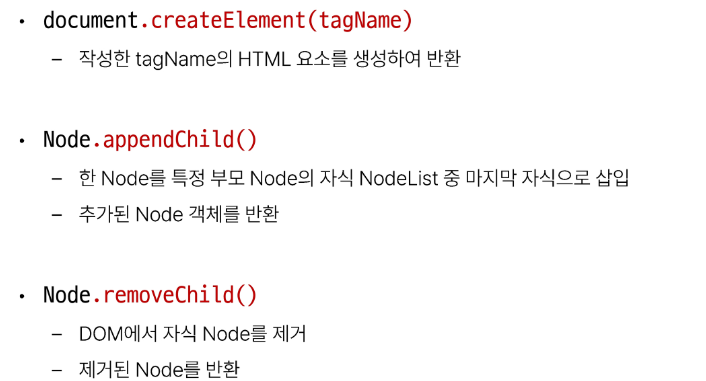 • document.createElement(tagName)
– 작성한 tagName의 HTML 요소를 생성하여 반환
• Node.appendChild()
– 한 Node를 특정 부모 Node의 자식 NodeList 중 마지막 자식으로 삽입
– 추가된 Node 객체를 반환
• Node.removeChild()
– DOM에서 자식 Node를 제거
– 제거된 Node를 반환